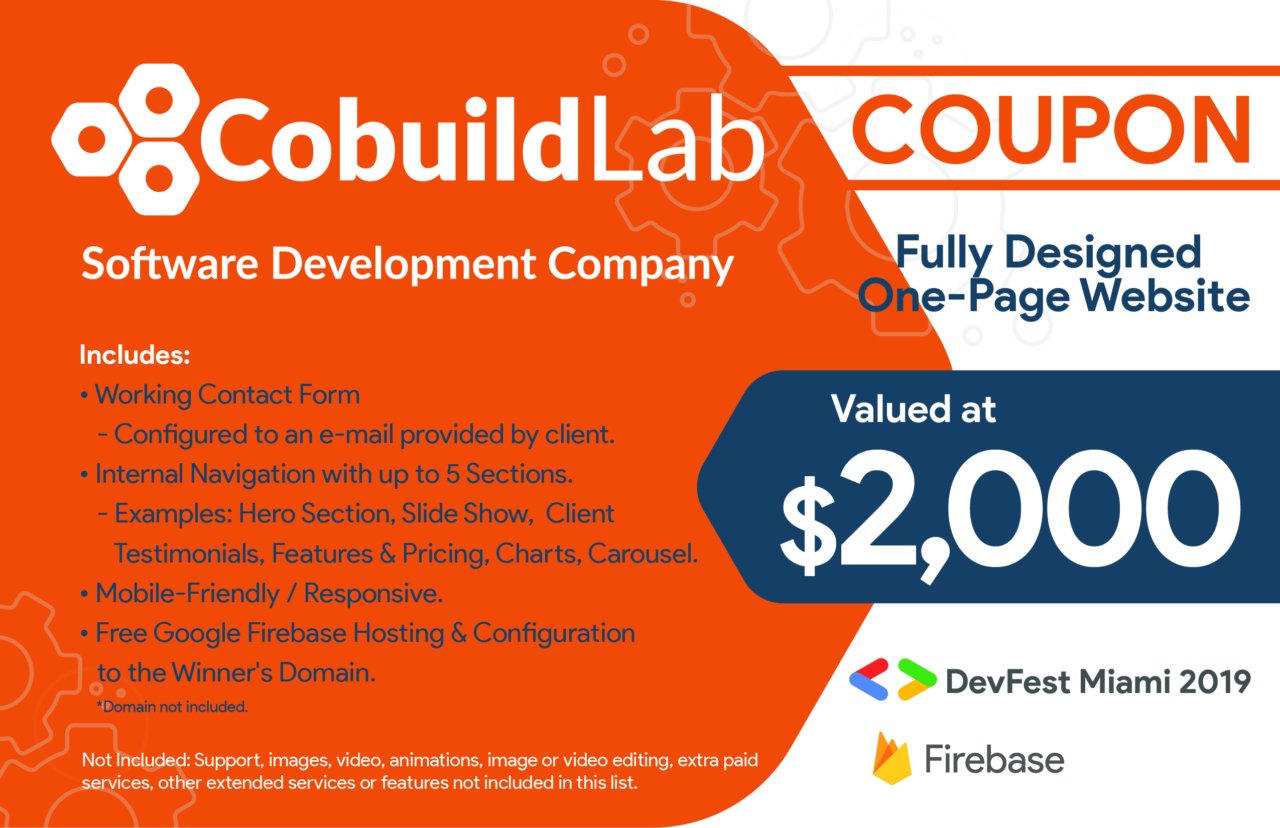 CobuildLab
Software Development Company
Includes:
• Working Contact Form
- Configured to an e-mail provided by client.
• Internal Navigation with up to 5 Sections.
- Examples: Hero Section, Slide Show, Client
Testimonials, Features & Pricing, Charts, Carousel.
• Mobile-Friendly / Responsive.
• Free Google Firebase Hosting & Configuration
to the Winner's Domain.
*Domain not included.
Not Included: Support, images, video, animations, image or video editing, extra paid
services, other extended services or features not included in this list.
COUPON
Fully Designed
One-Page Website
Valued at
$2,000
DevFest Miami 2019
Firebase